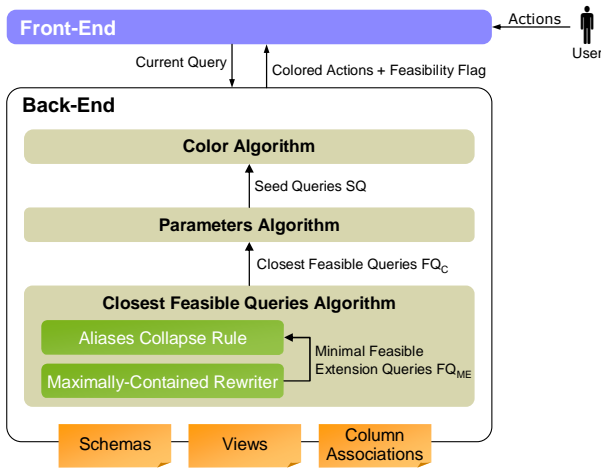 Front-End
Actions
User
Current Query
Colored Actions + Feasibility Flag
Back-End
Color Algorithm
Seed Queries SQ
Parameters Algorithm
Closest Feasible Queries FQC
Closest Feasible Queries Algorithm
Aliases Collapse Rule
Maximally-Contained Rewriter
Minimal Feasible
Extension Queries FQME
Schemas
Views
Column
Associations